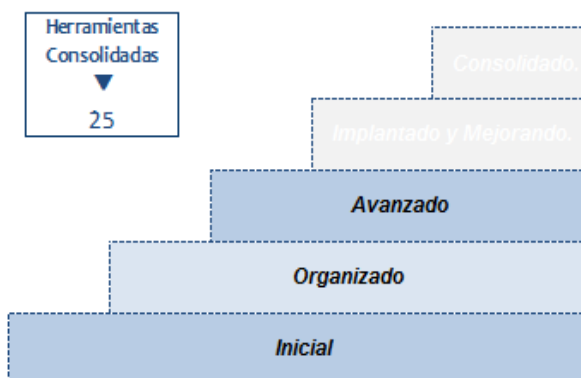 Herramientas
Consolidadas
▼
25
Consolidado.
Implantado y Mejorando.
Avanzado
Organizado
Inicial